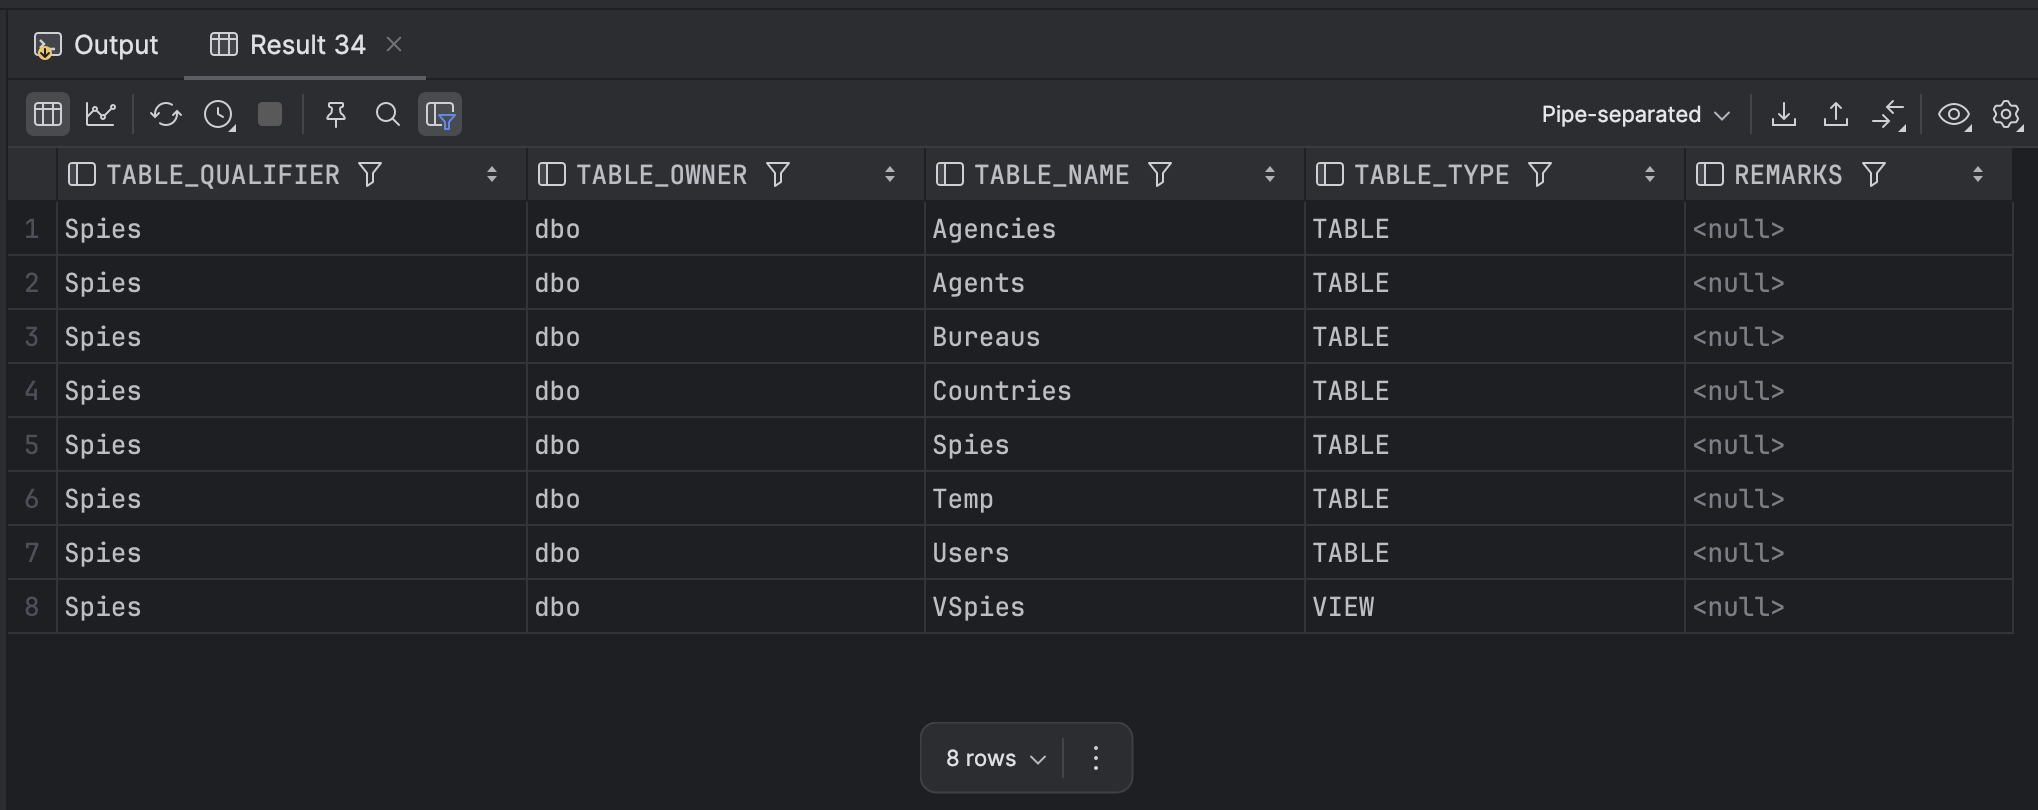 Output Result 34
Pipe-separated
TABLE_QUALIFIER TABLE_OWNER TABLE_NAME TABLE_TYPE REMARKS
1 Spies dbo Agencies TABLE <null>
2 Spies dbo Agents TABLE <null>
3 Spies dbo Bureaus TABLE <null>
4 Spies dbo Countries TABLE <null>
5 Spies dbo Spies TABLE <null>
6 Spies dbo Temp TABLE <null>
7 Spies dbo Users TABLE <null>
8 Spies dbo VSpies VIEW <null>
8 rows